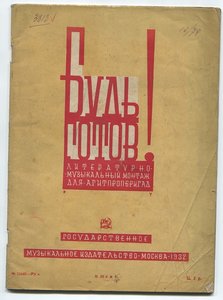 БУДЬ
ГОТОВ!
ЛИТЕРАТУРНО-
МУЗЫКАЛЬНЫЙ МОНТАЖ
ДЛЯ АГИТПРОПБРИГАД
ГОСУДАРСТВЕННОЕ
МУЗЫКАЛЬНОЕ ИЗДАТЕЛЬСТВО-МОСКВА-1932